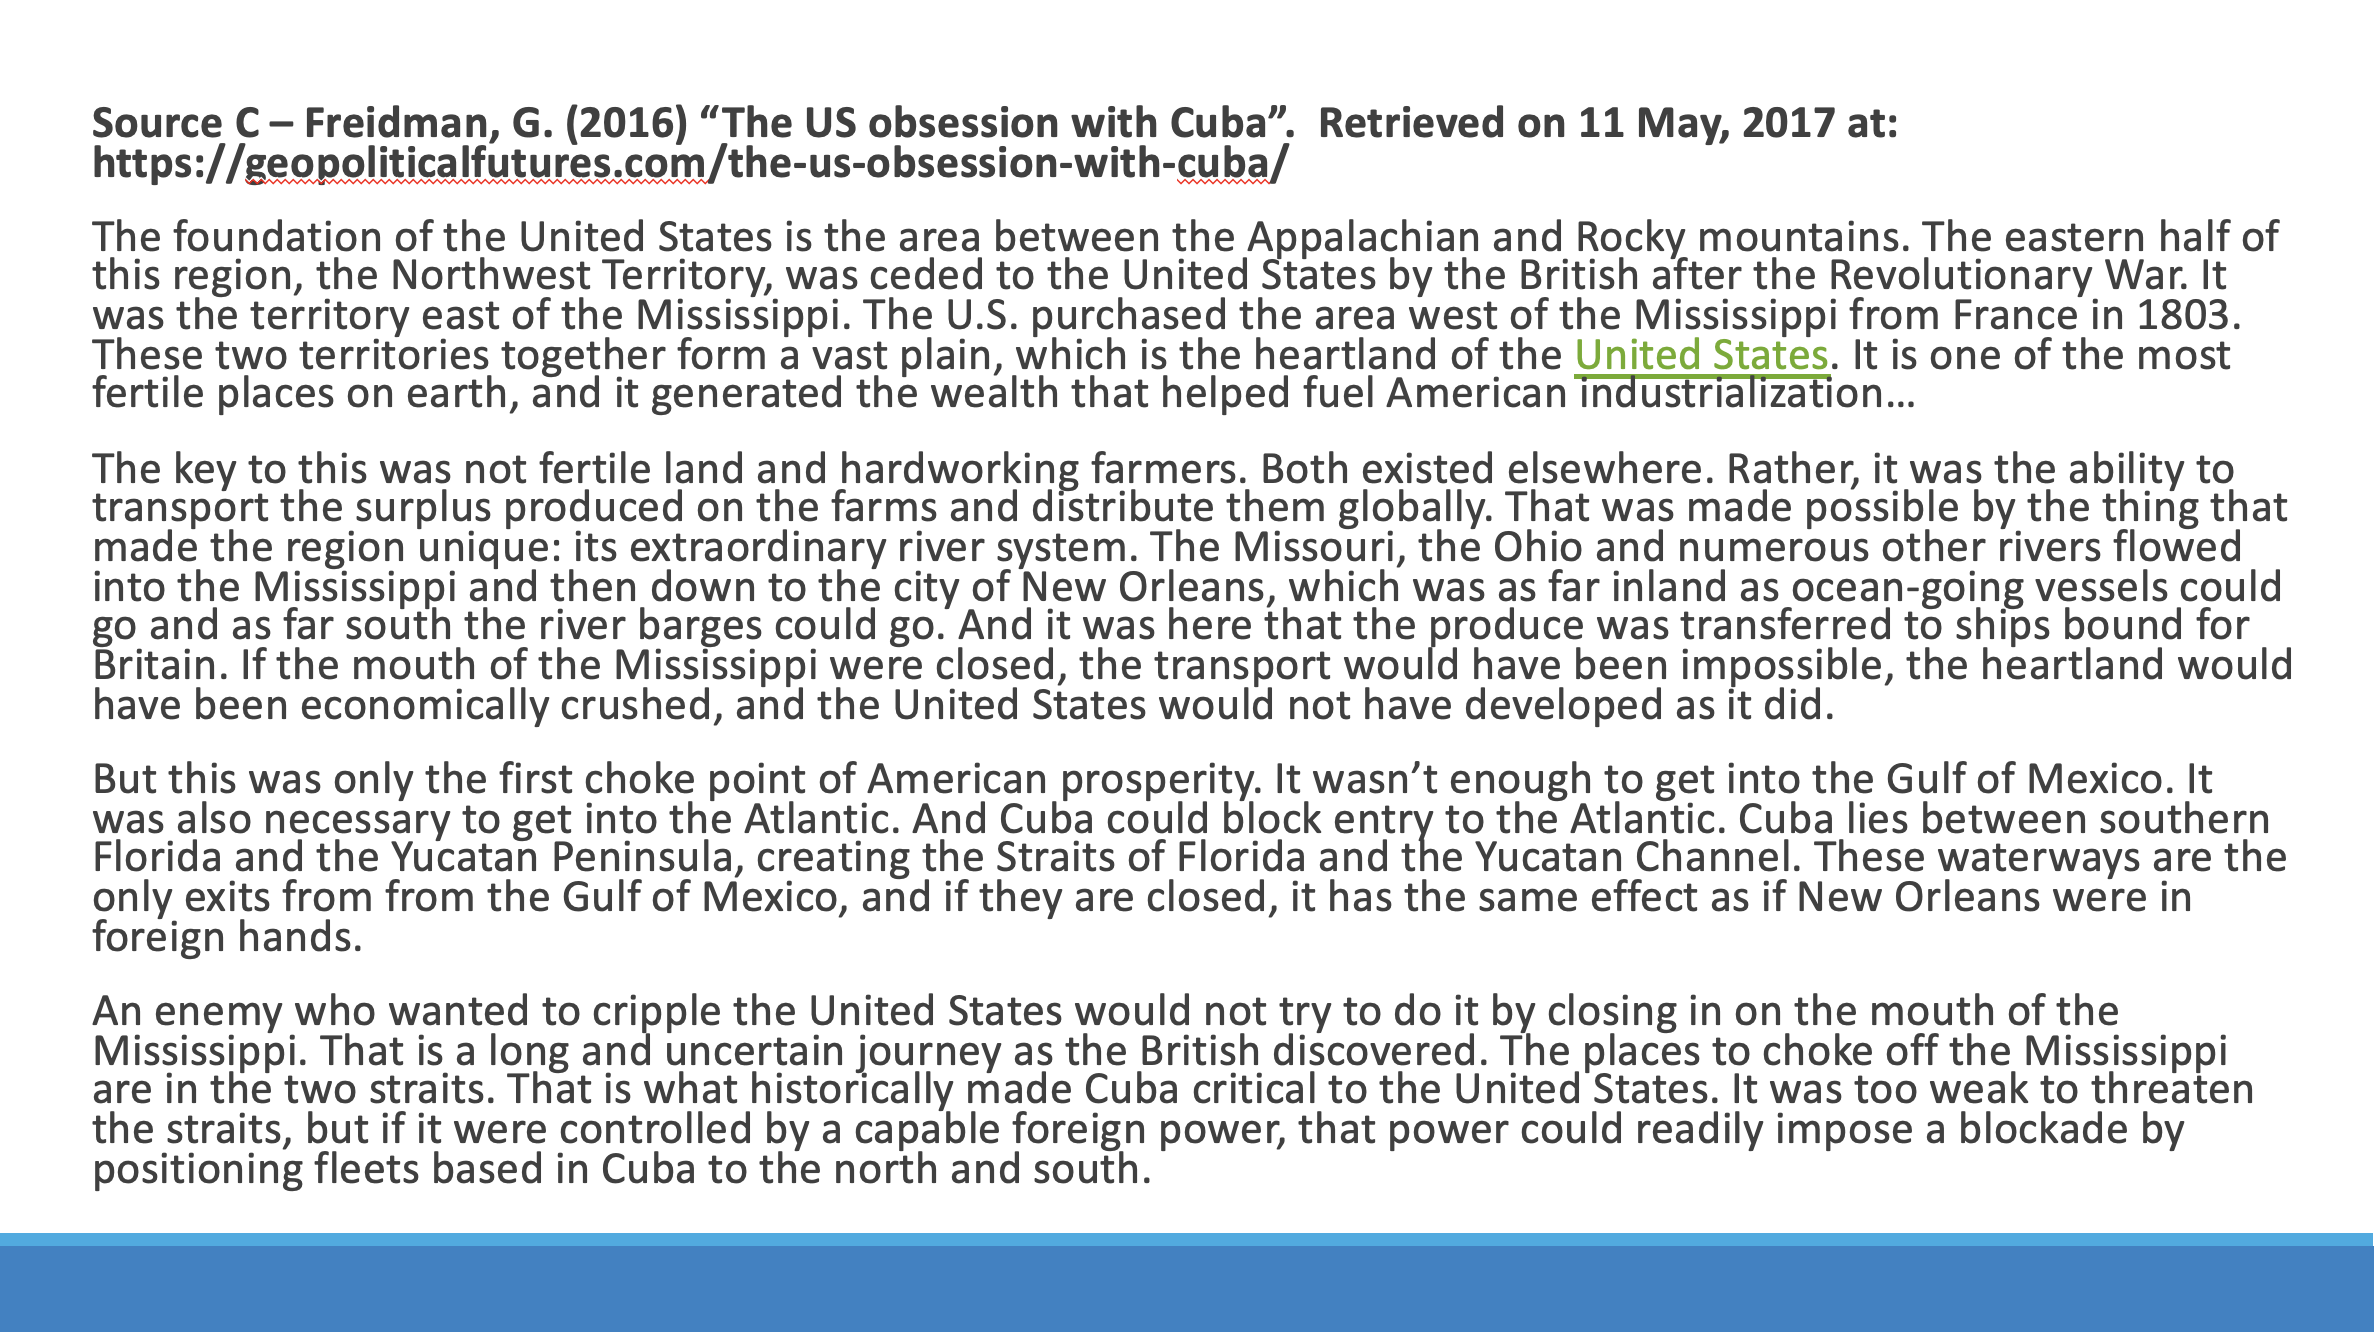 Source C – Freidman, G. (2016) “The US obsession with Cuba”.  Retrieved on 11 May, 2017 at:
https://geopoliticalfutures.com/the-us-obsession-with-cuba/
The foundation of the United States is the area between the Appalachian and Rocky mountains. The eastern half of
this region, the Northwest Territory, was ceded to the United States by the British after the Revolutionary War. It
was the territory east of the Mississippi. The U.S. purchased the area west of the Mississippi from France in 1803.
These two territories together form a vast plain, which is the heartland of the United States. It is one of the most
fertile places on earth, and it generated the wealth that helped fuel American industrialization…
The key to this was not fertile land and hardworking farmers. Both existed elsewhere. Rather, it was the ability to
transport the surplus produced on the farms and distribute them globally. That was made possible by the thing that
made the region unique: its extraordinary river system. The Missouri, the Ohio and numerous other rivers flowed
into the Mississippi and then down to the city of New Orleans, which was as far inland as ocean-going vessels could
go and as far south the river barges could go. And it was here that the produce was transferred to ships bound for
Britain. If the mouth of the Mississippi were closed, the transport would have been impossible, the heartland would
have been economically crushed, and the United States would not have developed as it did.
But this was only the first choke point of American prosperity. It wasn’t enough to get into the Gulf of Mexico. It
was also necessary to get into the Atlantic. And Cuba could block entry to the Atlantic. Cuba lies between southern
Florida and the Yucatan Peninsula, creating the Straits of Florida and the Yucatan Channel. These waterways are the
only exits from from the Gulf of Mexico, and if they are closed, it has the same effect as if New Orleans were in
foreign hands.
An enemy who wanted to cripple the United States would not try to do it by closing in on the mouth of the
Mississippi. That is a long and uncertain journey as the British discovered. The places to choke off the Mississippi
are in the two straits. That is what historically made Cuba critical to the United States. It was too weak to threaten
the straits, but if it were controlled by a capable foreign power, that power could readily impose a blockade by
positioning fleets based in Cuba to the north and south.